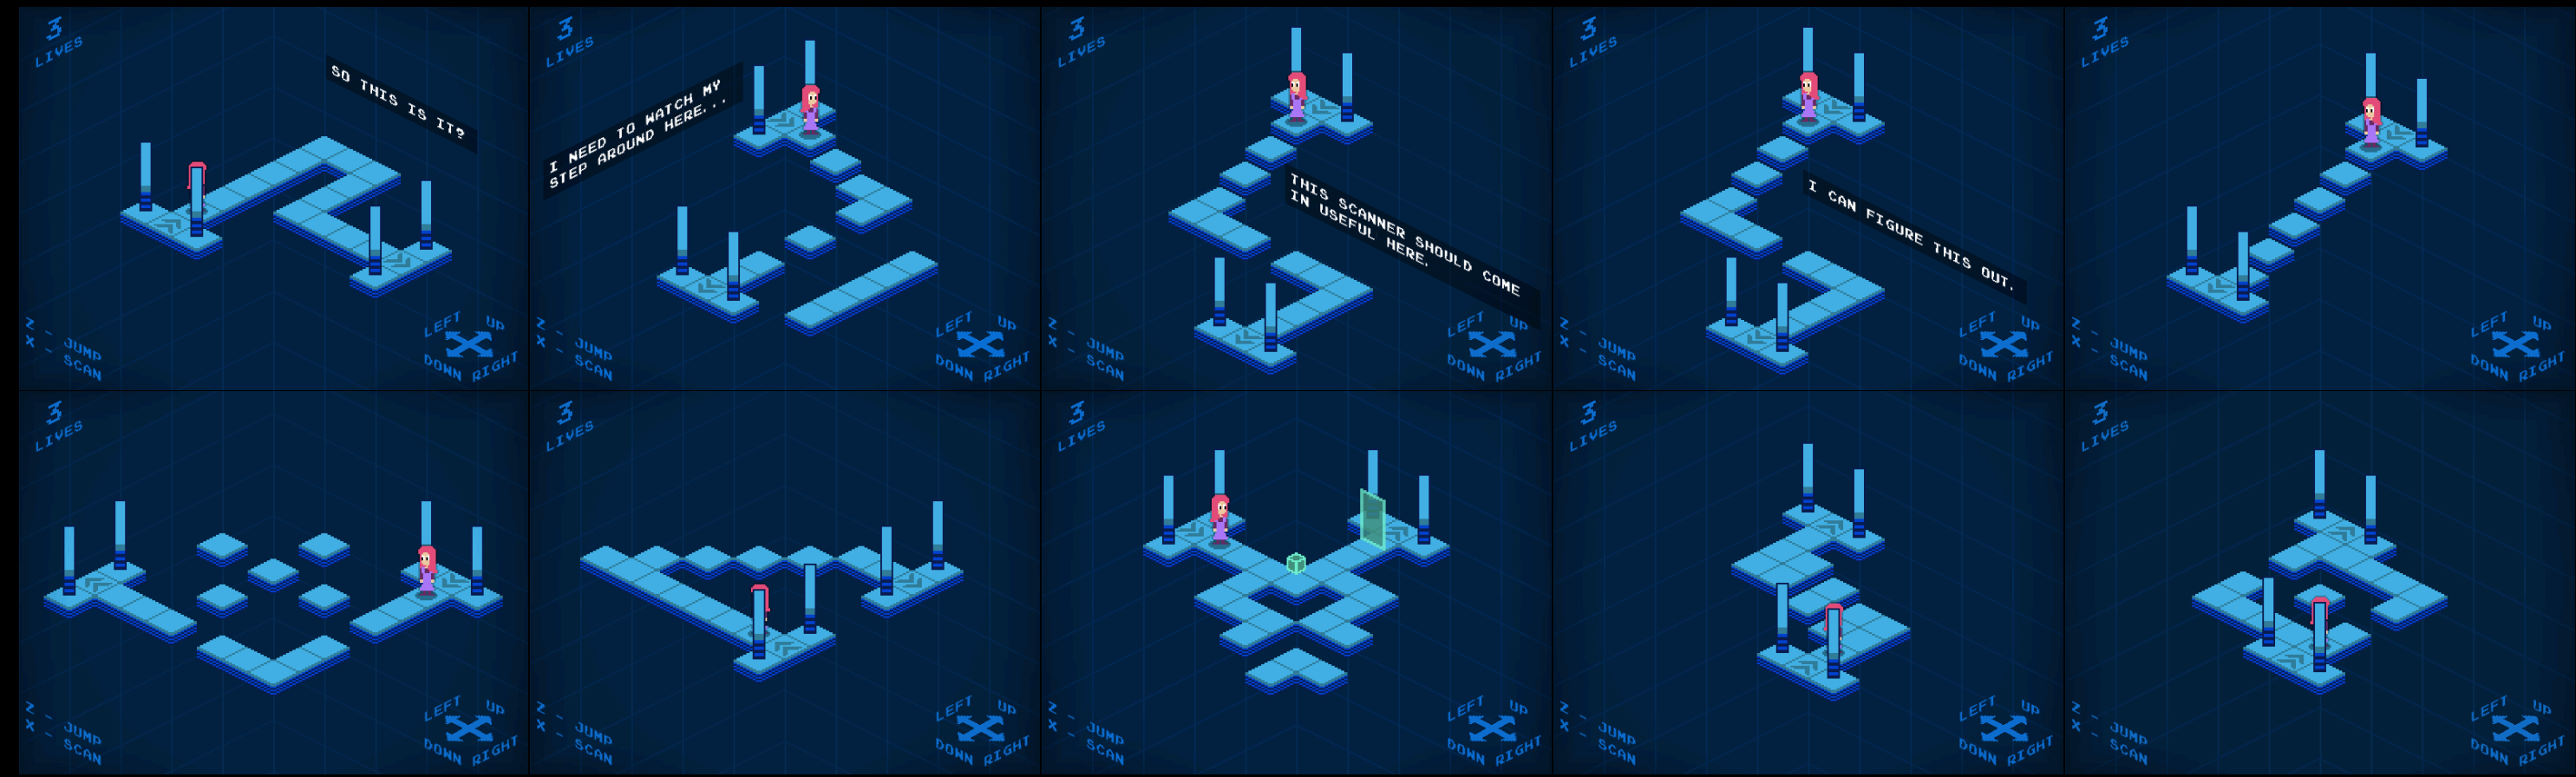 3
LIVES
SO THIS IS IT?
Z - JUMP
X - SCAN
LEFT UP
DOWN RIGHT
3
LIVES
I NEED TO WATCH MY
STEP AROUND HERE...
Z - JUMP
X - SCAN
LEFT UP
DOWN RIGHT
3
LIVES
THIS SCANNER SHOULD COME
IN USEFUL HERE.
Z - JUMP
X - SCAN
LEFT UP
DOWN RIGHT
3
LIVES
I CAN FIGURE THIS OUT.
Z - JUMP
X - SCAN
LEFT UP
DOWN RIGHT
3
LIVES
Z - JUMP
X - SCAN
LEFT UP
DOWN RIGHT
3
LIVES
Z - JUMP
X - SCAN
LEFT UP
DOWN RIGHT
3
LIVES
Z - JUMP
X - SCAN
LEFT UP
DOWN RIGHT
3
LIVES
Z - JUMP
X - SCAN
LEFT UP
DOWN RIGHT
3
LIVES
Z - JUMP
X - SCAN
LEFT UP
DOWN RIGHT
3
LIVES
Z - JUMP
X - SCAN
LEFT UP
DOWN RIGHT